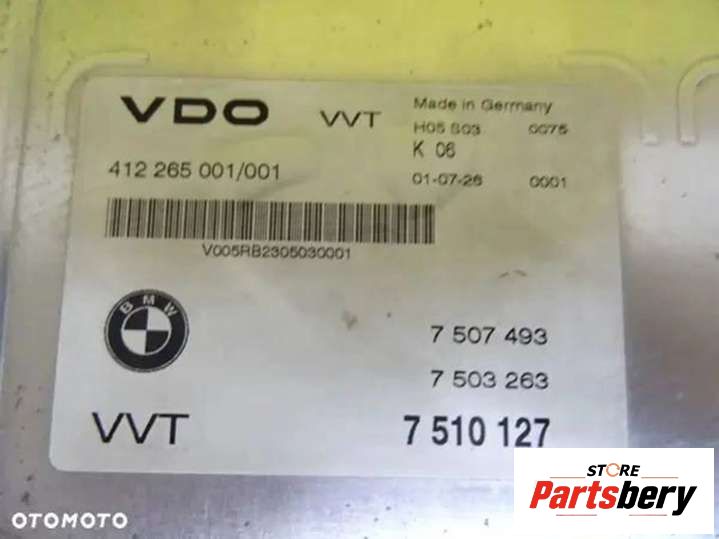 VDO VVT Made in Germany
H05 S03 0075
K 06
412 265 001/001 01-07-26 0001
V005RB2305030001
BMW
7 507 493
7 503 263
VVT 7 510 127
STORE
Partsbery
OTOMOTO